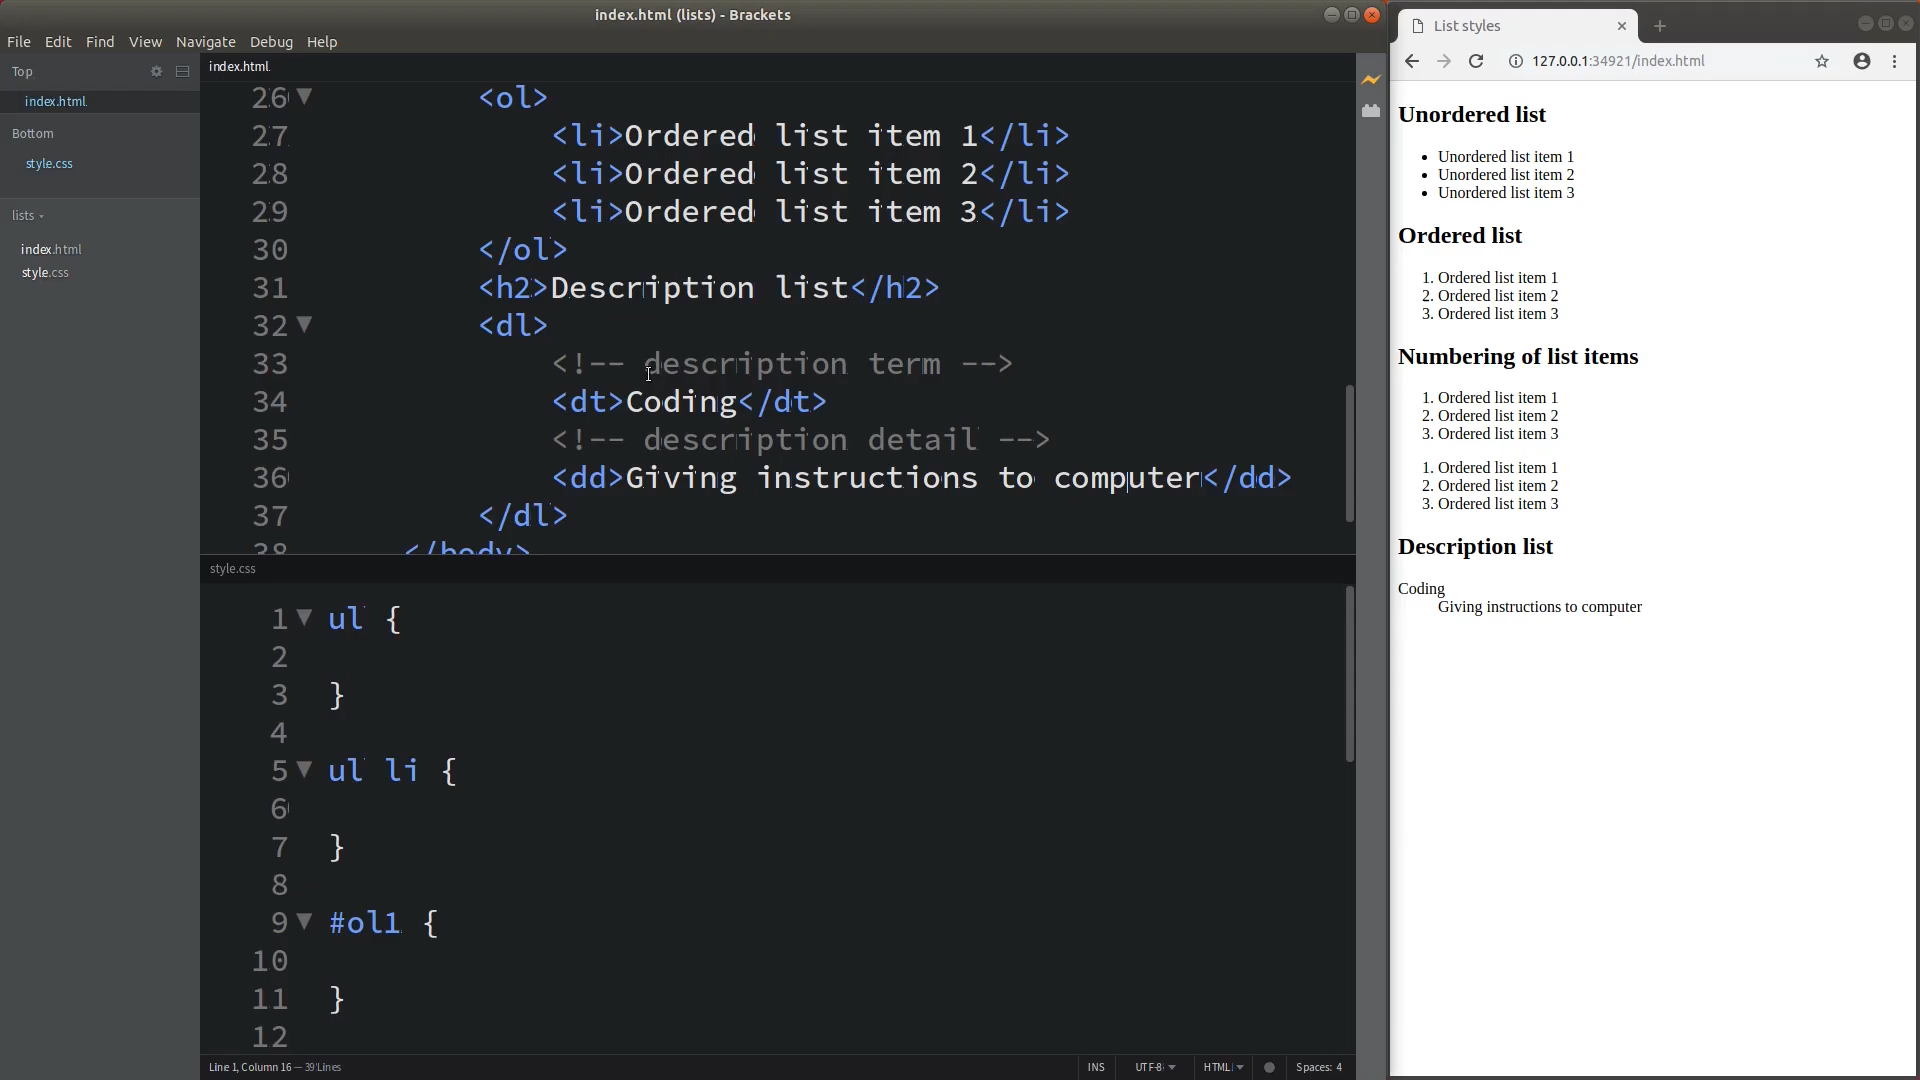 index.html (lists) - Brackets
File Edit Find View Navigate Debug Help
Top
index.html
Bottom
style.css
lists
index.html
style.css
index.html
26 <ol>
27 <li>Ordered list item 1</li>
28 <li>Ordered list item 2</li>
29 <li>Ordered list item 3</li>
30 </ol>
31 <h2>Description list</h2>
32 <dl>
33 <!-- description term -->
34 <dt>Coding</dt>
35 <!-- description detail -->
36 <dd>Giving instructions to computer</dd>
37 </dl>
38 </body>
style.css
1 ul {
2
3 }
4
5 ul li {
6
7 }
8
9 #ol1 {
10
11 }
12
Line 1, Column 16 — 39 Lines
INS UTF-8 HTML Spaces: 4
List styles
127.0.0.1:34921/index.html
Unordered list
• Unordered list item 1
• Unordered list item 2
• Unordered list item 3
Ordered list
1. Ordered list item 1
2. Ordered list item 2
3. Ordered list item 3
Numbering of list items
1. Ordered list item 1
2. Ordered list item 2
3. Ordered list item 3
1. Ordered list item 1
2. Ordered list item 2
3. Ordered list item 3
Description list
Coding
Giving instructions to computer